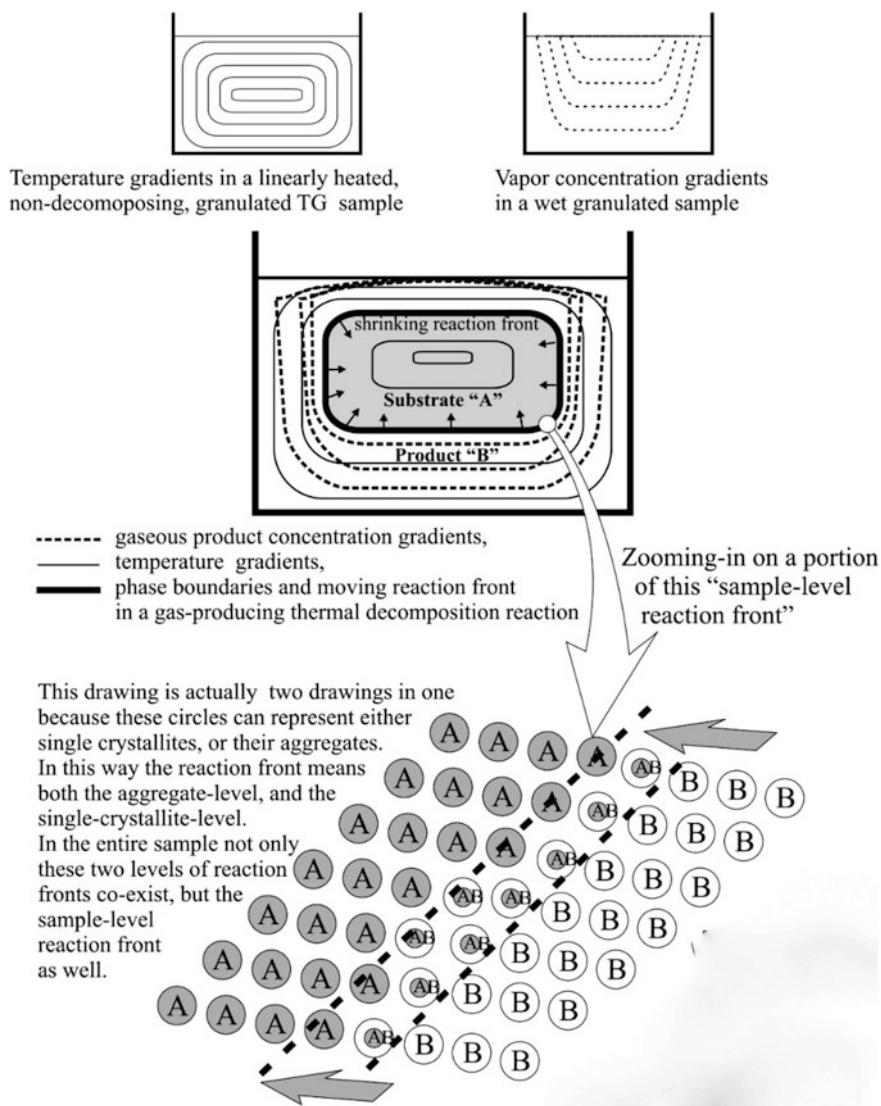 Temperature gradients in a linearly heated,
non-decomoposing, granulated TG sample
Vapor concentration gradients
in a wet granulated sample
shrinking reaction front
Substrate “A”
Product “B”
gaseous product concentration gradients,
temperature gradients,
phase boundaries and moving reaction front
in a gas-producing thermal decomposition reaction
Zooming-in on a portion
of this “sample-level
reaction front”
This drawing is actually two drawings in one
because these circles can represent either
single crystallites, or their aggregates.
In this way the reaction front means
both the aggregate-level, and the
single-crystallite-level.
In the entire sample not only
these two levels of reaction
fronts co-exist, but the
sample-level
reaction front
as well.
A A A A AB B B B
A A A A AB B B B
A A A A AB B B B
A A A AB AB B B B
A A A AB AB B B B
A A A A AB B B B
A A A A AB B B B